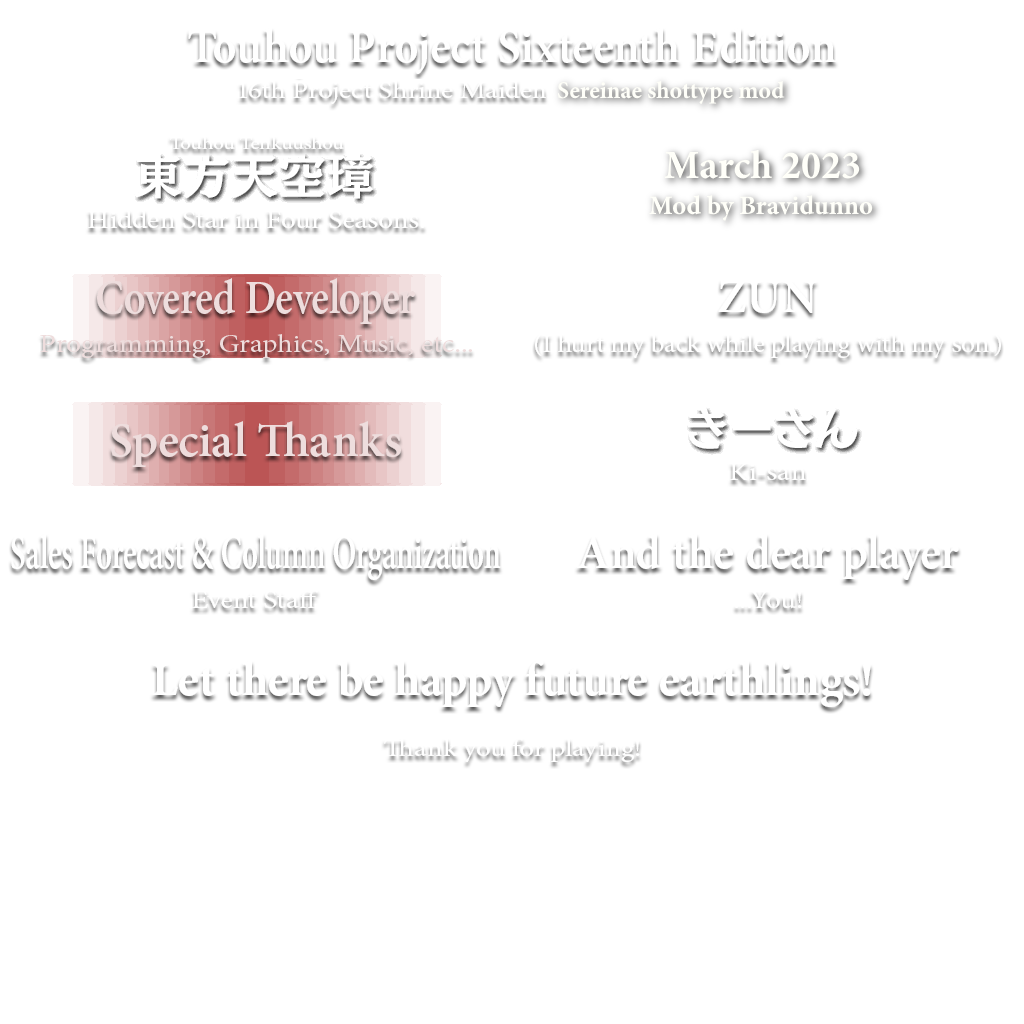 Touhou Project Sixteenth Edition
16th Project Shrine Maiden Sereinae shottype mod
Touhou Tenkuushou
東方天空璋
Hidden Star in Four Seasons.
March 2023
Mod by Bravidunno
Covered Developer
Programming, Graphics, Music, etc...
ZUN
(I hurt my back while playing with my son.)
Special Thanks
きーさん
Ki-san
Sales Forecast & Column Organization
Event Staff
And the dear player
...You!
Let there be happy future earthlings!
Thank you for playing!